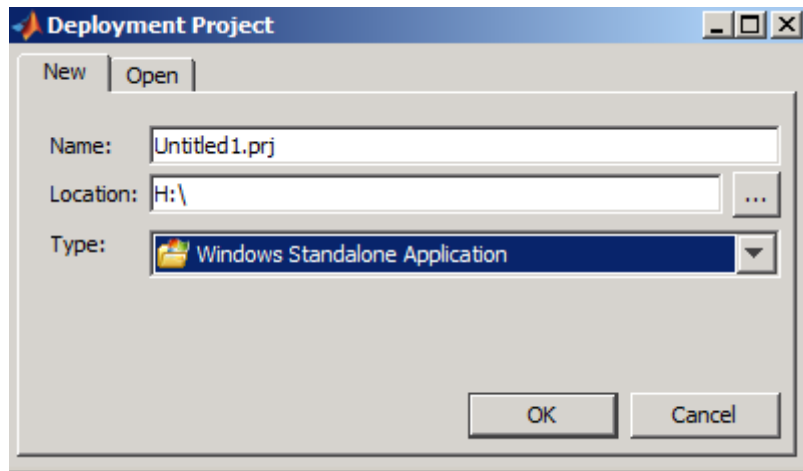 Deployment Project
New Open
Name: Untitled1.prj
Location: H:\ ...
Type: Windows Standalone Application
OK Cancel